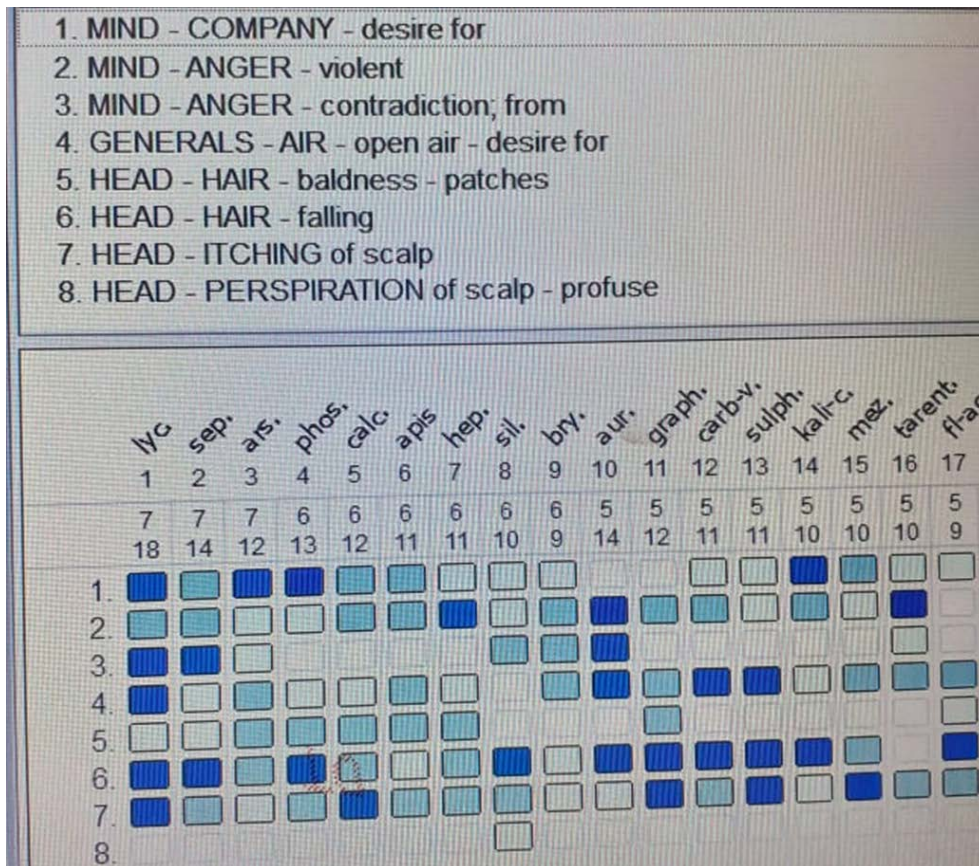 1. MIND - COMPANY - desire for
2. MIND - ANGER - violent
3. MIND - ANGER - contradiction; from
4. GENERALS - AIR - open air - desire for
5. HEAD - HAIR - baldness - patches
6. HEAD - HAIR - falling
7. HEAD - ITCHING of scalp
8. HEAD - PERSPIRATION of scalp - profuse
lyc. sep. ars. phos. calc. apis hep. sil. bry. aur. graph. carb-v. sulph. kali-c. mez. tarent. fl-ac
1 2 3 4 5 6 7 8 9 10 11 12 13 14 15 16 17
7 7 7 6 6 6 6 6 6 5 5 5 5 5 5 5 5
18 14 12 13 12 11 11 10 9 14 12 11 11 10 10 10 9
1.
2.
3.
4.
5.
6.
7.
8.